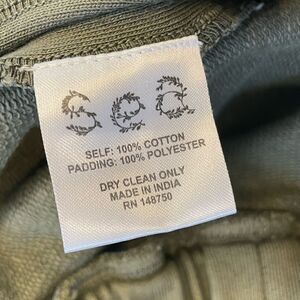 Sea
SELF: 100% COTTON
PADDING: 100% POLYESTER
DRY CLEAN ONLY
MADE IN INDIA
RN 148750